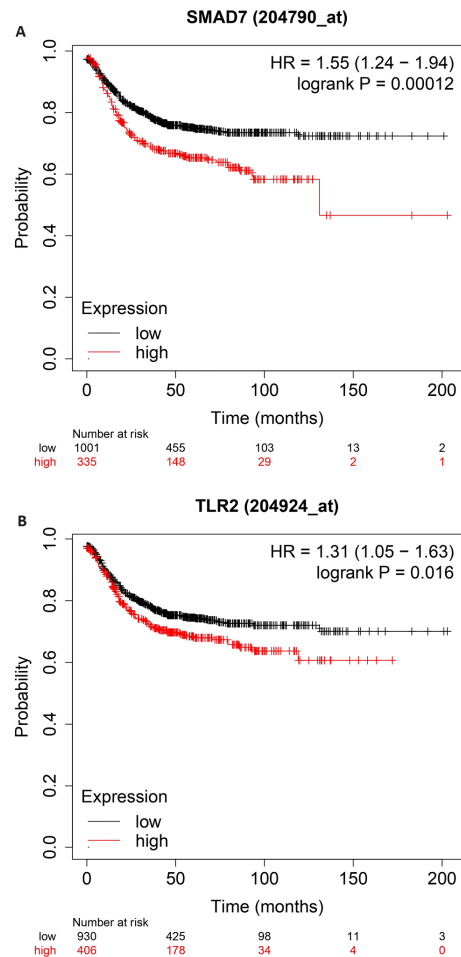 A
SMAD7 (204790_at)
HR = 1.55 (1.24 − 1.94)
logrank P = 0.00012
Probability
1.0
0.8
0.6
0.4
0.2
0.0
Expression
low
high
0 50 100 150 200
Time (months)
Number at risk
low 1001 455 103 13 2
high 335 148 29 2 1
B
TLR2 (204924_at)
HR = 1.31 (1.05 − 1.63)
logrank P = 0.016
Probability
1.0
0.8
0.6
0.4
0.2
0.0
Expression
low
high
0 50 100 150 200
Time (months)
Number at risk
low 930 425 98 11 3
high 406 178 34 4 0